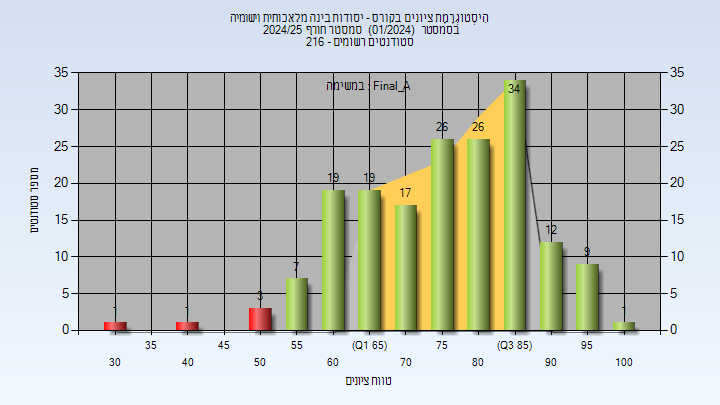 היסטוגרמת ציונים בקורס - יסודות בינה מלאכותית וישומיה
בסמסטר (01/2024) סמסטר חורף 2024/25
סטודנטים רשומים - 216
במשימה : Final_A
מספר סטודנטים
35 30 25 20 15 10 5 0
35 30 25 20 15 10 5 0
1 1 3 7 19 19 17 26 26 34 12 9 1
35 45 55 (Q1 65) 75 (Q3 85) 95
30 40 50 60 70 80 90 100
טווח ציונים